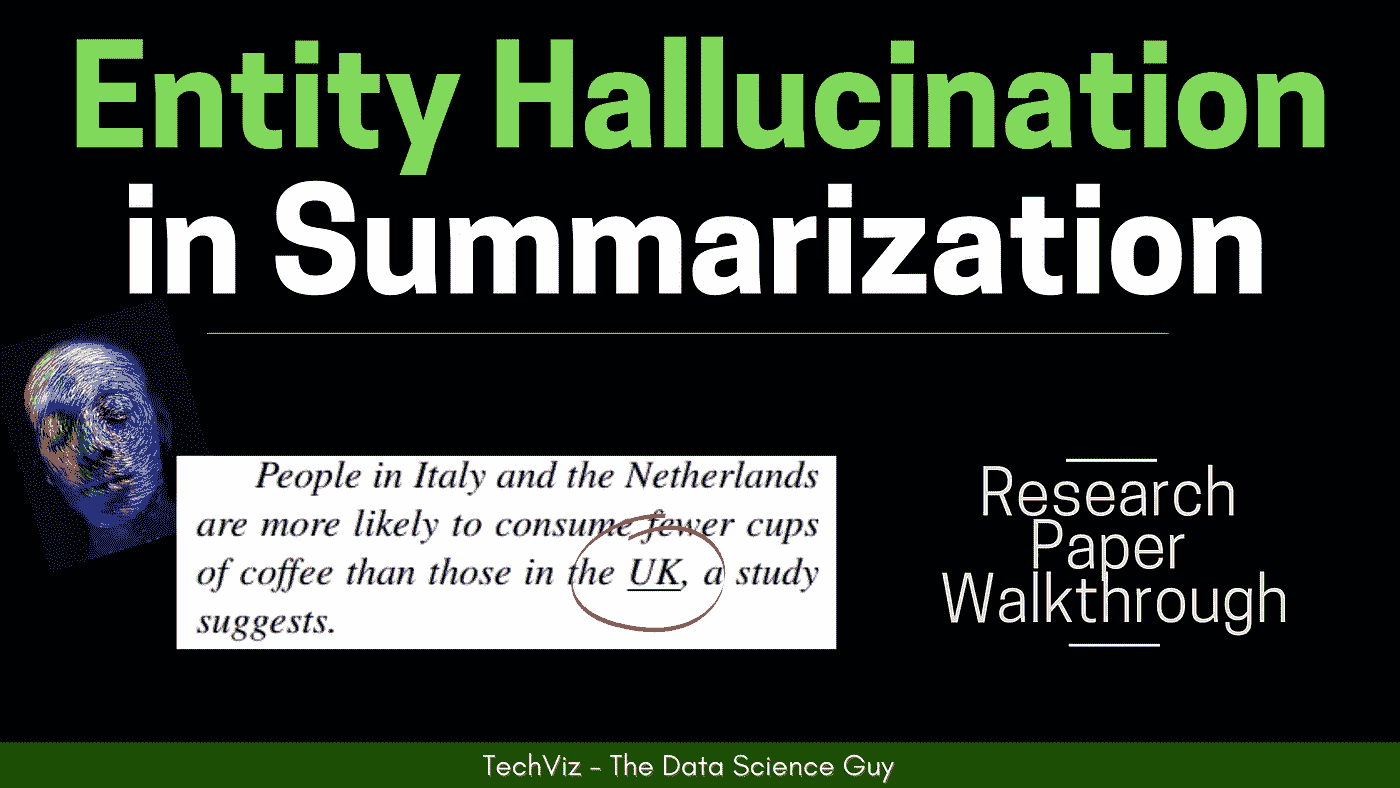 Entity Hallucination
in Summarization
People in Italy and the Netherlands
are more likely to consume fewer cups
of coffee than those in the UK, a study
suggests.
Research
Paper
Walkthrough
TechViz - The Data Science Guy